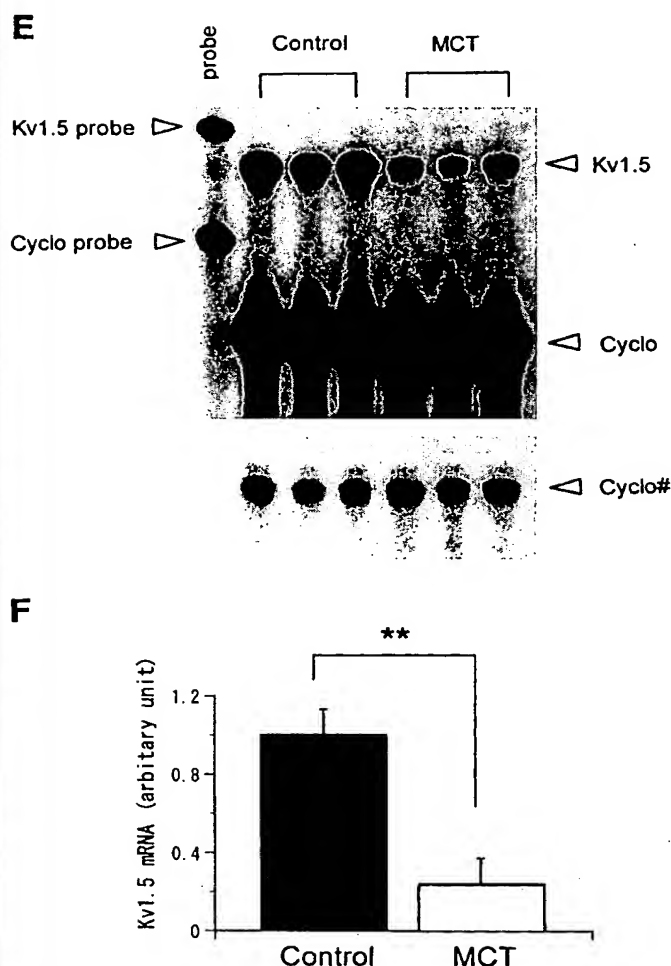 E
probe
Control MCT
Kv1.5 probe
Kv1.5
Cyclo probe
Cyclo
Cyclo#
F
**
Kv1.5 mRNA (arbitary unit)
1.2
0.8
0.4
0
Control MCT